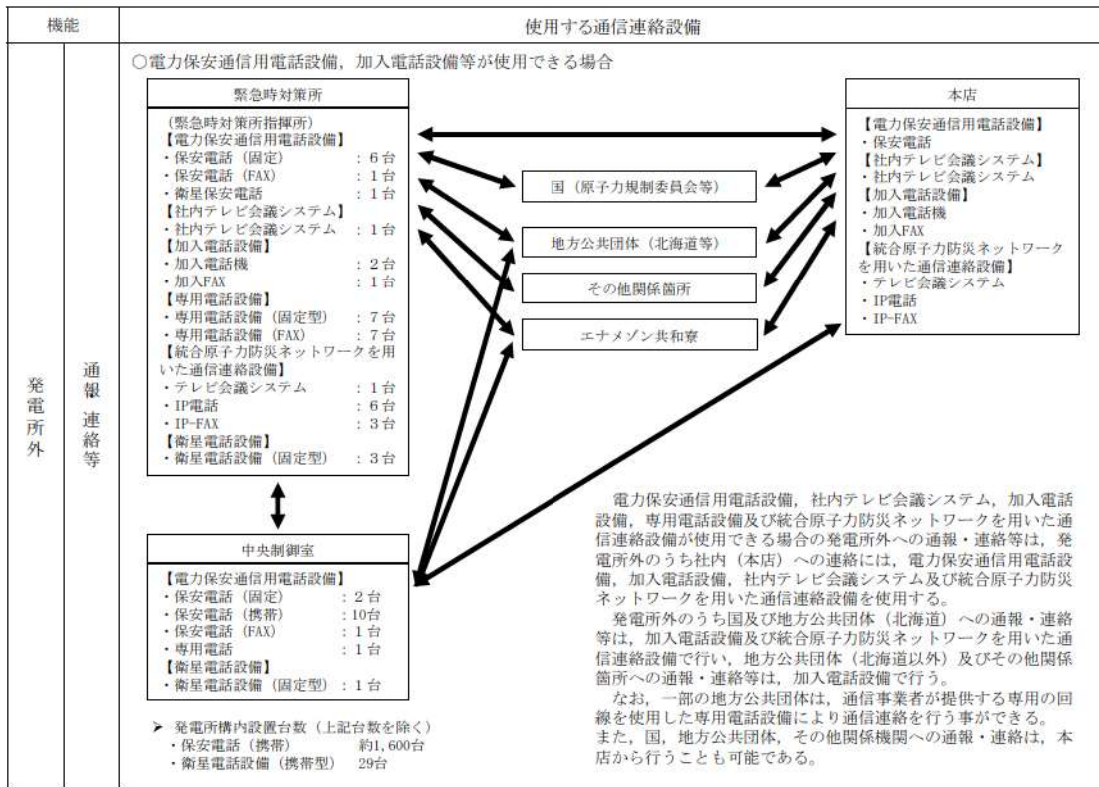 機能
使用する通信連絡設備
発電所外
通報連絡等
○電力保安通信用電話設備，加入電話設備等が使用できる場合
緊急時対策所
(緊急時対策所指揮所)
【電力保安通信用電話設備】
・保安電話（固定） ：6台
・保安電話（FAX） ：1台
・衛星保安電話 ：1台
【社内テレビ会議システム】
・社内テレビ会議システム ：1台
【加入電話設備】
・加入電話機 ：2台
・加入FAX ：1台
【専用電話設備】
・専用電話設備（固定型） ：7台
・専用電話設備（FAX） ：7台
【統合原子力防災ネットワークを用
いた通信連絡設備】
・テレビ会議システム ：1台
・IP電話 ：6台
・IP-FAX ：3台
【衛星電話設備】
・衛星電話設備（固定型） ：3台
国（原子力規制委員会等）
地方公共団体（北海道等）
その他関係箇所
エナメゾン共和寮
本店
【電力保安通信用電話設備】
・保安電話
【社内テレビ会議システム】
・社内テレビ会議システム
【加入電話設備】
・加入電話機
・加入FAX
【統合原子力防災ネットワーク
を用いた通信連絡設備】
・テレビ会議システム
・IP電話
・IP-FAX
中央制御室
【電力保安通信用電話設備】
・保安電話（固定） ：2台
・保安電話（携帯） ：10台
・保安電話（FAX） ：1台
・専用電話 ：1台
【衛星電話設備】
・衛星電話設備（固定型）：1台
➤ 発電所構内設置台数（上記台数を除く）
・保安電話（携帯） 約1,600台
・衛星電話設備（携帯型） 29台
電力保安通信用電話設備，社内テレビ会議システム，加入電話
設備，専用電話設備及び統合原子力防災ネットワークを用いた通
信連絡設備が使用できる場合の発電所外への通報・連絡等は，発
電所外のうち社内（本店）への連絡には，電力保安通信用電話設
備，加入電話設備，社内テレビ会議システム及び統合原子力防災
ネットワークを用いた通信連絡設備を使用する。
発電所外のうち国及び地方公共団体（北海道）への通報・連絡
等は，加入電話設備及び統合原子力防災ネットワークを用いた通
信連絡設備で行い，地方公共団体（北海道以外）及びその他関係
箇所への通報・連絡等は，加入電話設備で行う。
なお，一部の地方公共団体は，通信事業者が提供する専用の回
線を使用した専用電話設備により通信連絡を行う事ができる。
また，国，地方公共団体，その他関係機関への通報・連絡は，本
店から行うことも可能である。